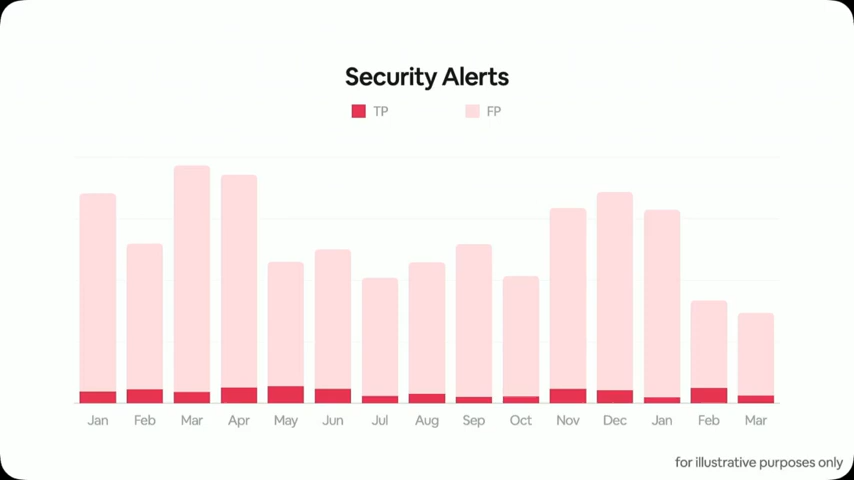 Security Alerts
TP FP
Jan Feb Mar Apr May Jun Jul Aug Sep Oct Nov Dec Jan Feb Mar
for illustrative purposes only